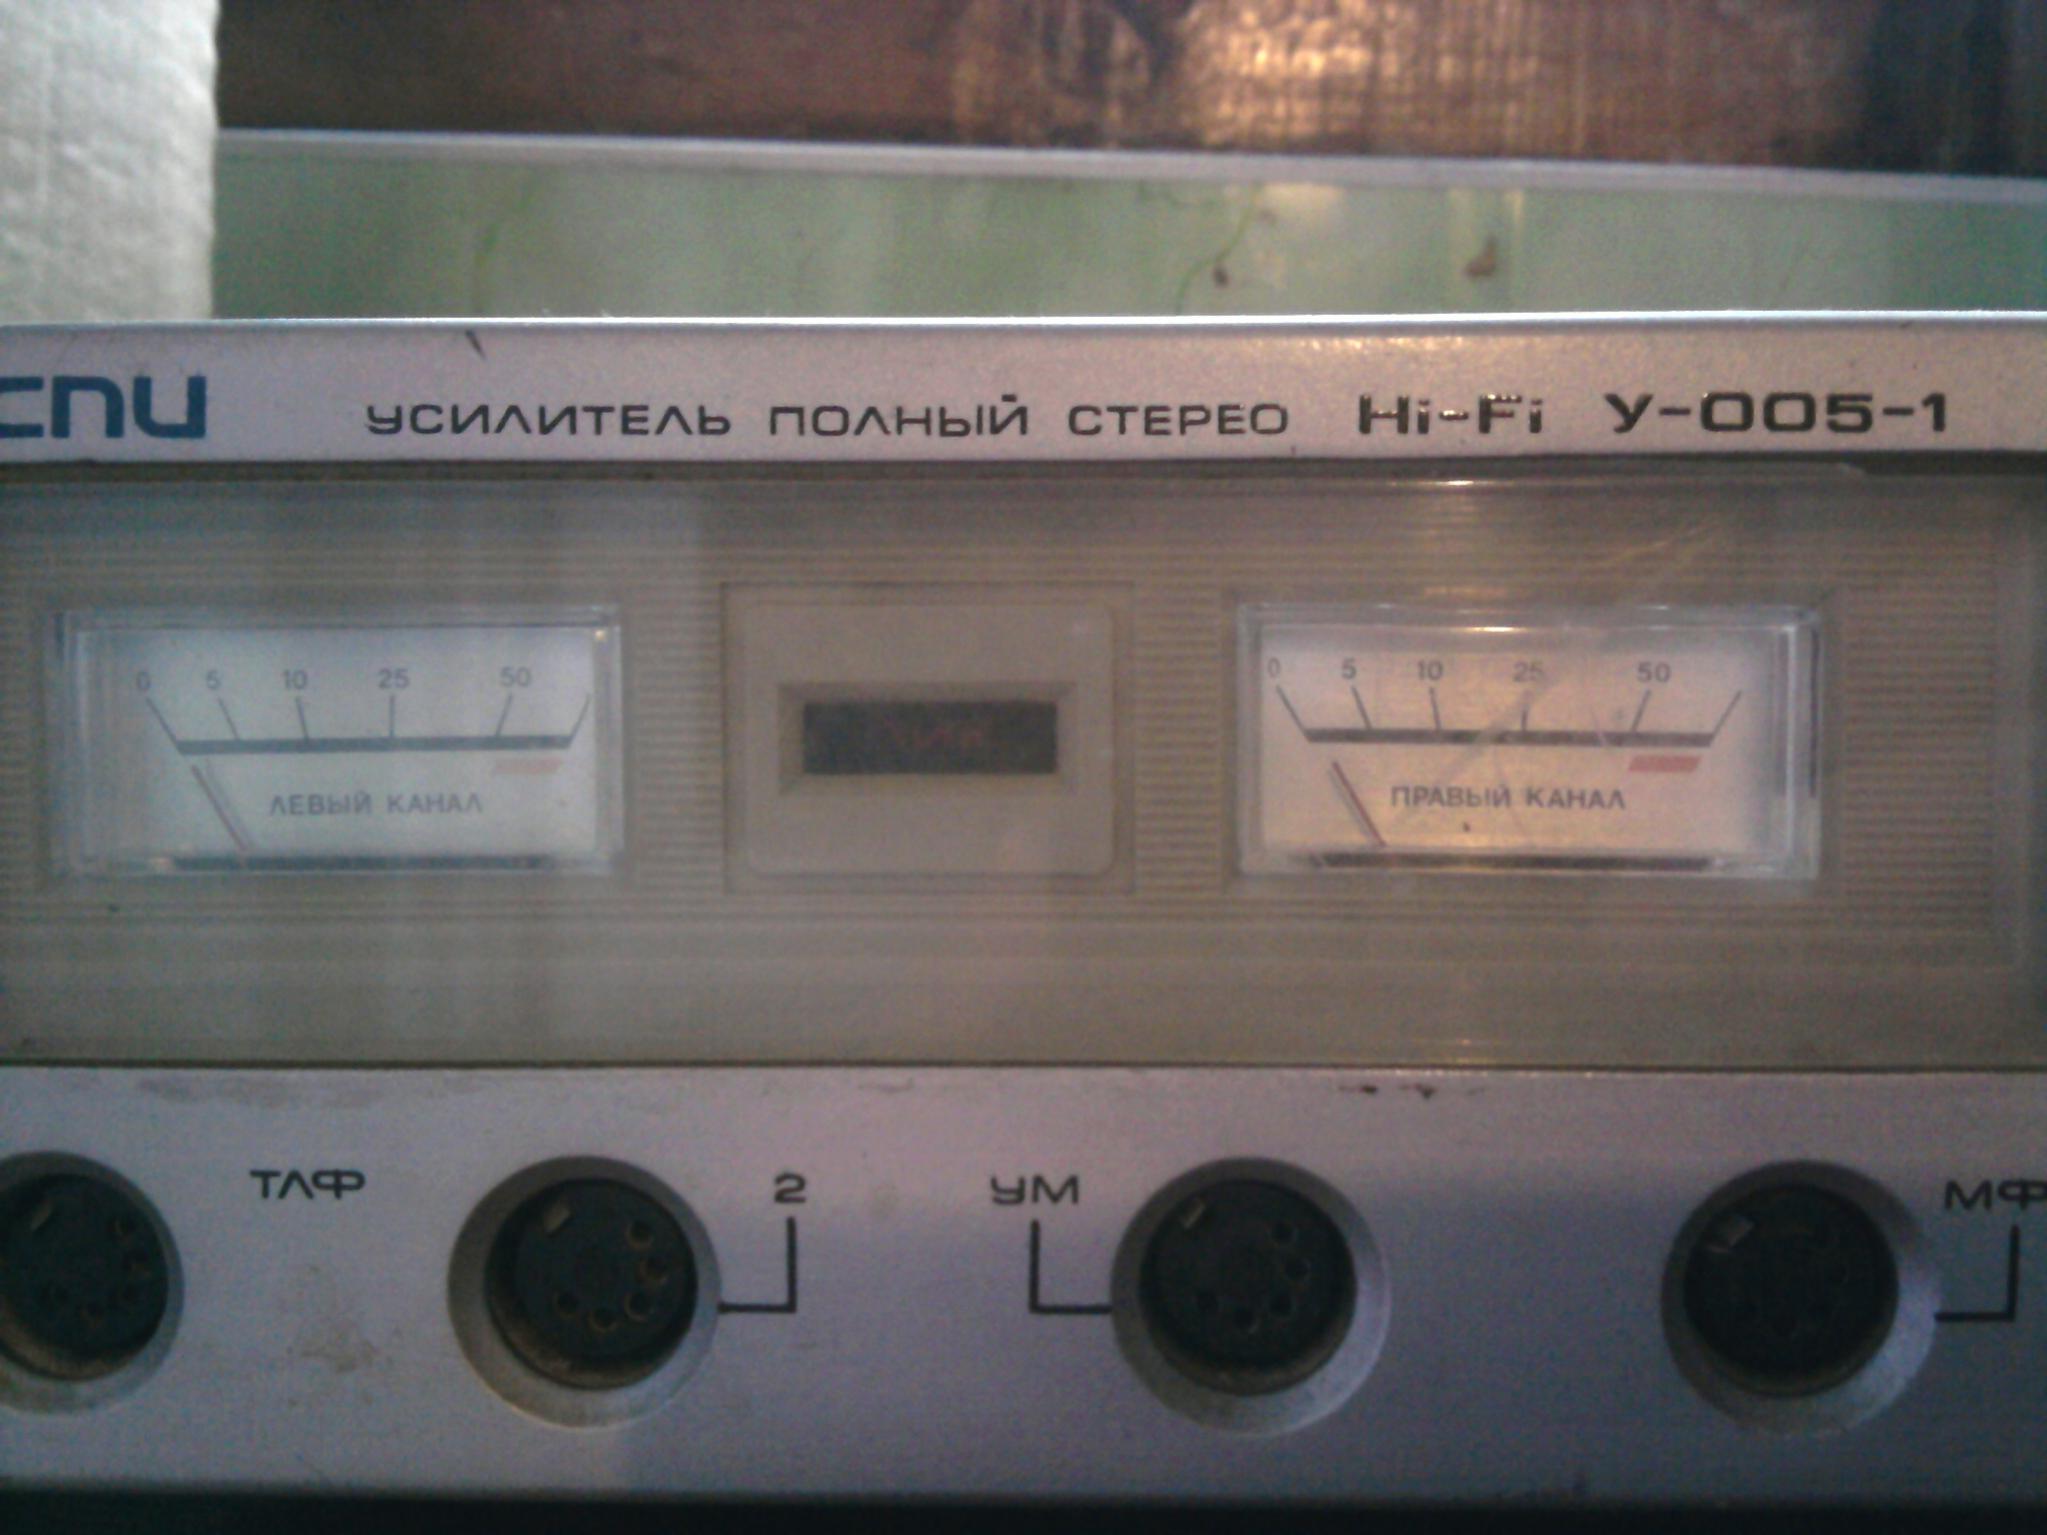 УСИЛИТЕЛЬ ПОЛНЫЙ СТЕРЕО Hi-Fi У-005-1
0 5 10 25 50
ЛЕВЫЙ КАНАЛ
0 5 10 25 50
ПРАВЫЙ КАНАЛ
ТЛФ 2 УМ МФ